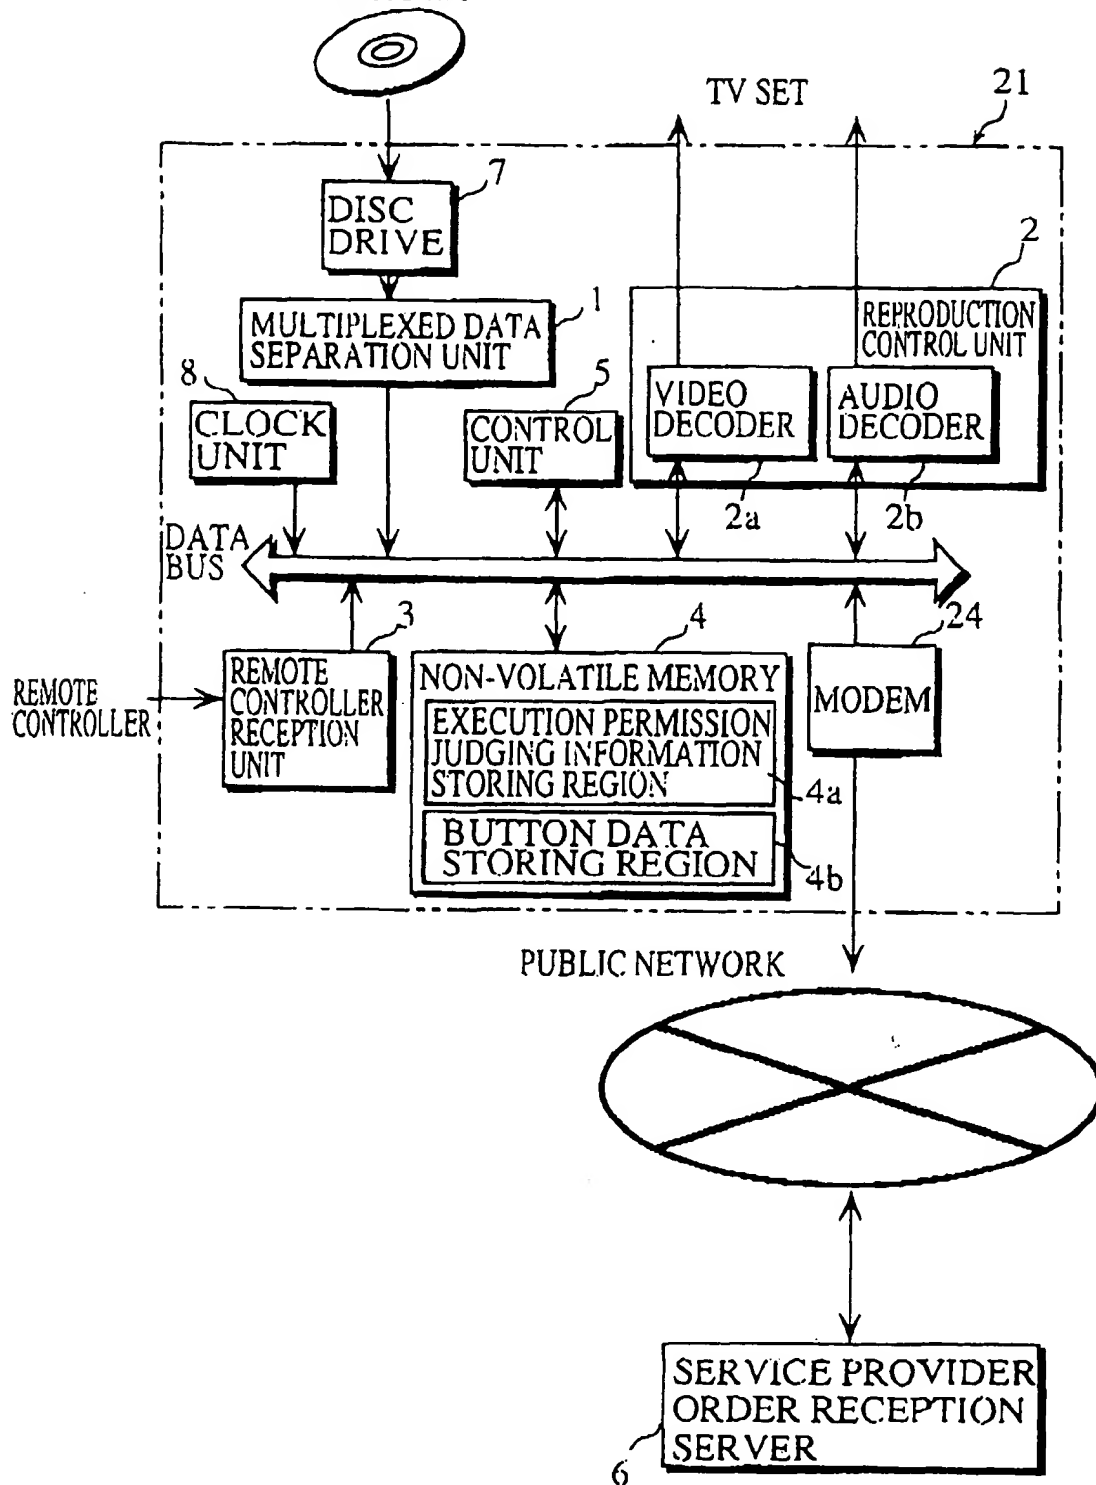 TV SET
21
7
DISC
DRIVE
2
1
MULTIPLEXED DATA
SEPARATION UNIT
REPRODUCTION
CONTROL UNIT
8
CLOCK
UNIT
5
CONTROL
UNIT
VIDEO
DECODER
AUDIO
DECODER
2a
2b
DATA
BUS
3
4
24
REMOTE
CONTROLLER
REMOTE
CONTROLLER
RECEPTION
UNIT
NON-VOLATILE MEMORY
EXECUTION PERMISSION
JUDGING INFORMATION
STORING REGION
4a
BUTTON DATA
STORING REGION
4b
MODEM
PUBLIC NETWORK
SERVICE PROVIDER
ORDER RECEPTION
SERVER
6